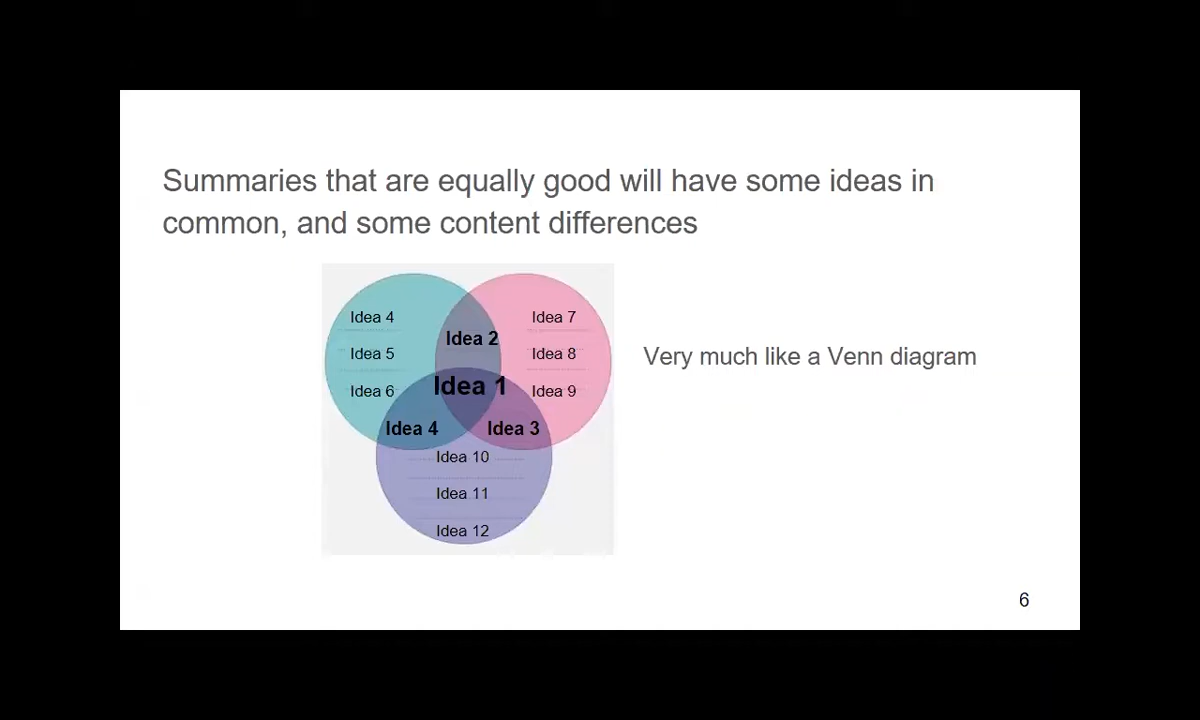 Summaries that are equally good will have some ideas in
common, and some content differences
Idea 4
Idea 7
Idea 2
Idea 5
Idea 8
Very much like a Venn diagram
Idea 1
Idea 6
Idea 9
Idea 4
Idea 3
Idea 10
Idea 11
Idea 12
6